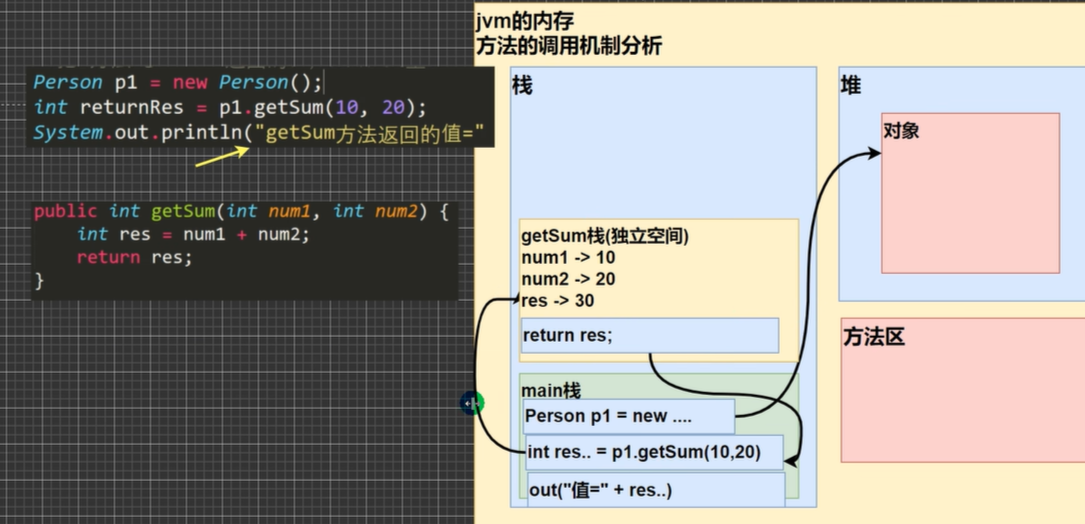 Person p1 = new Person();
int returnRes = p1.getSum(10, 20);
System.out.println("getSum方法返回的值="
public int getSum(int num1, int num2) {
int res = num1 + num2;
return res;
}
jvm的内存
方法的调用机制分析
栈
getSum栈(独立空间)
num1 -> 10
num2 -> 20
res -> 30
return res;
main栈
Person p1 = new ....
int res.. = p1.getSum(10,20)
out("值=" + res..)
堆
对象
方法区